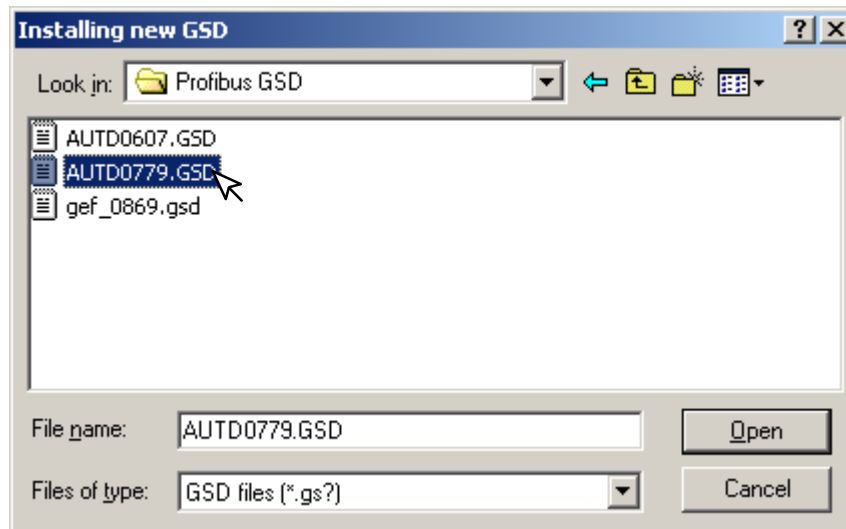 Installing new GSD
Look in: Profibus GSD
AUTD0607.GSD
AUTD0779.GSD
gef_0869.gsd
File name: AUTD0779.GSD Open
Files of type: GSD files (*.gs?) Cancel